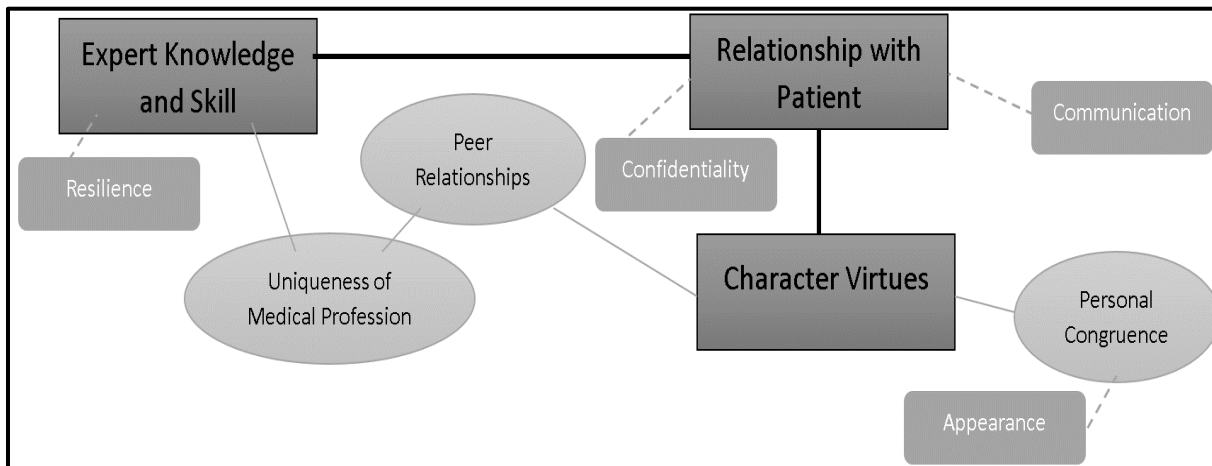 Expert Knowledge
and Skill
Relationship with
Patient
Communication
Peer
Relationships
Confidentiality
Resilience
Uniqueness of
Medical Profession
Character Virtues
Personal
Congruence
Appearance